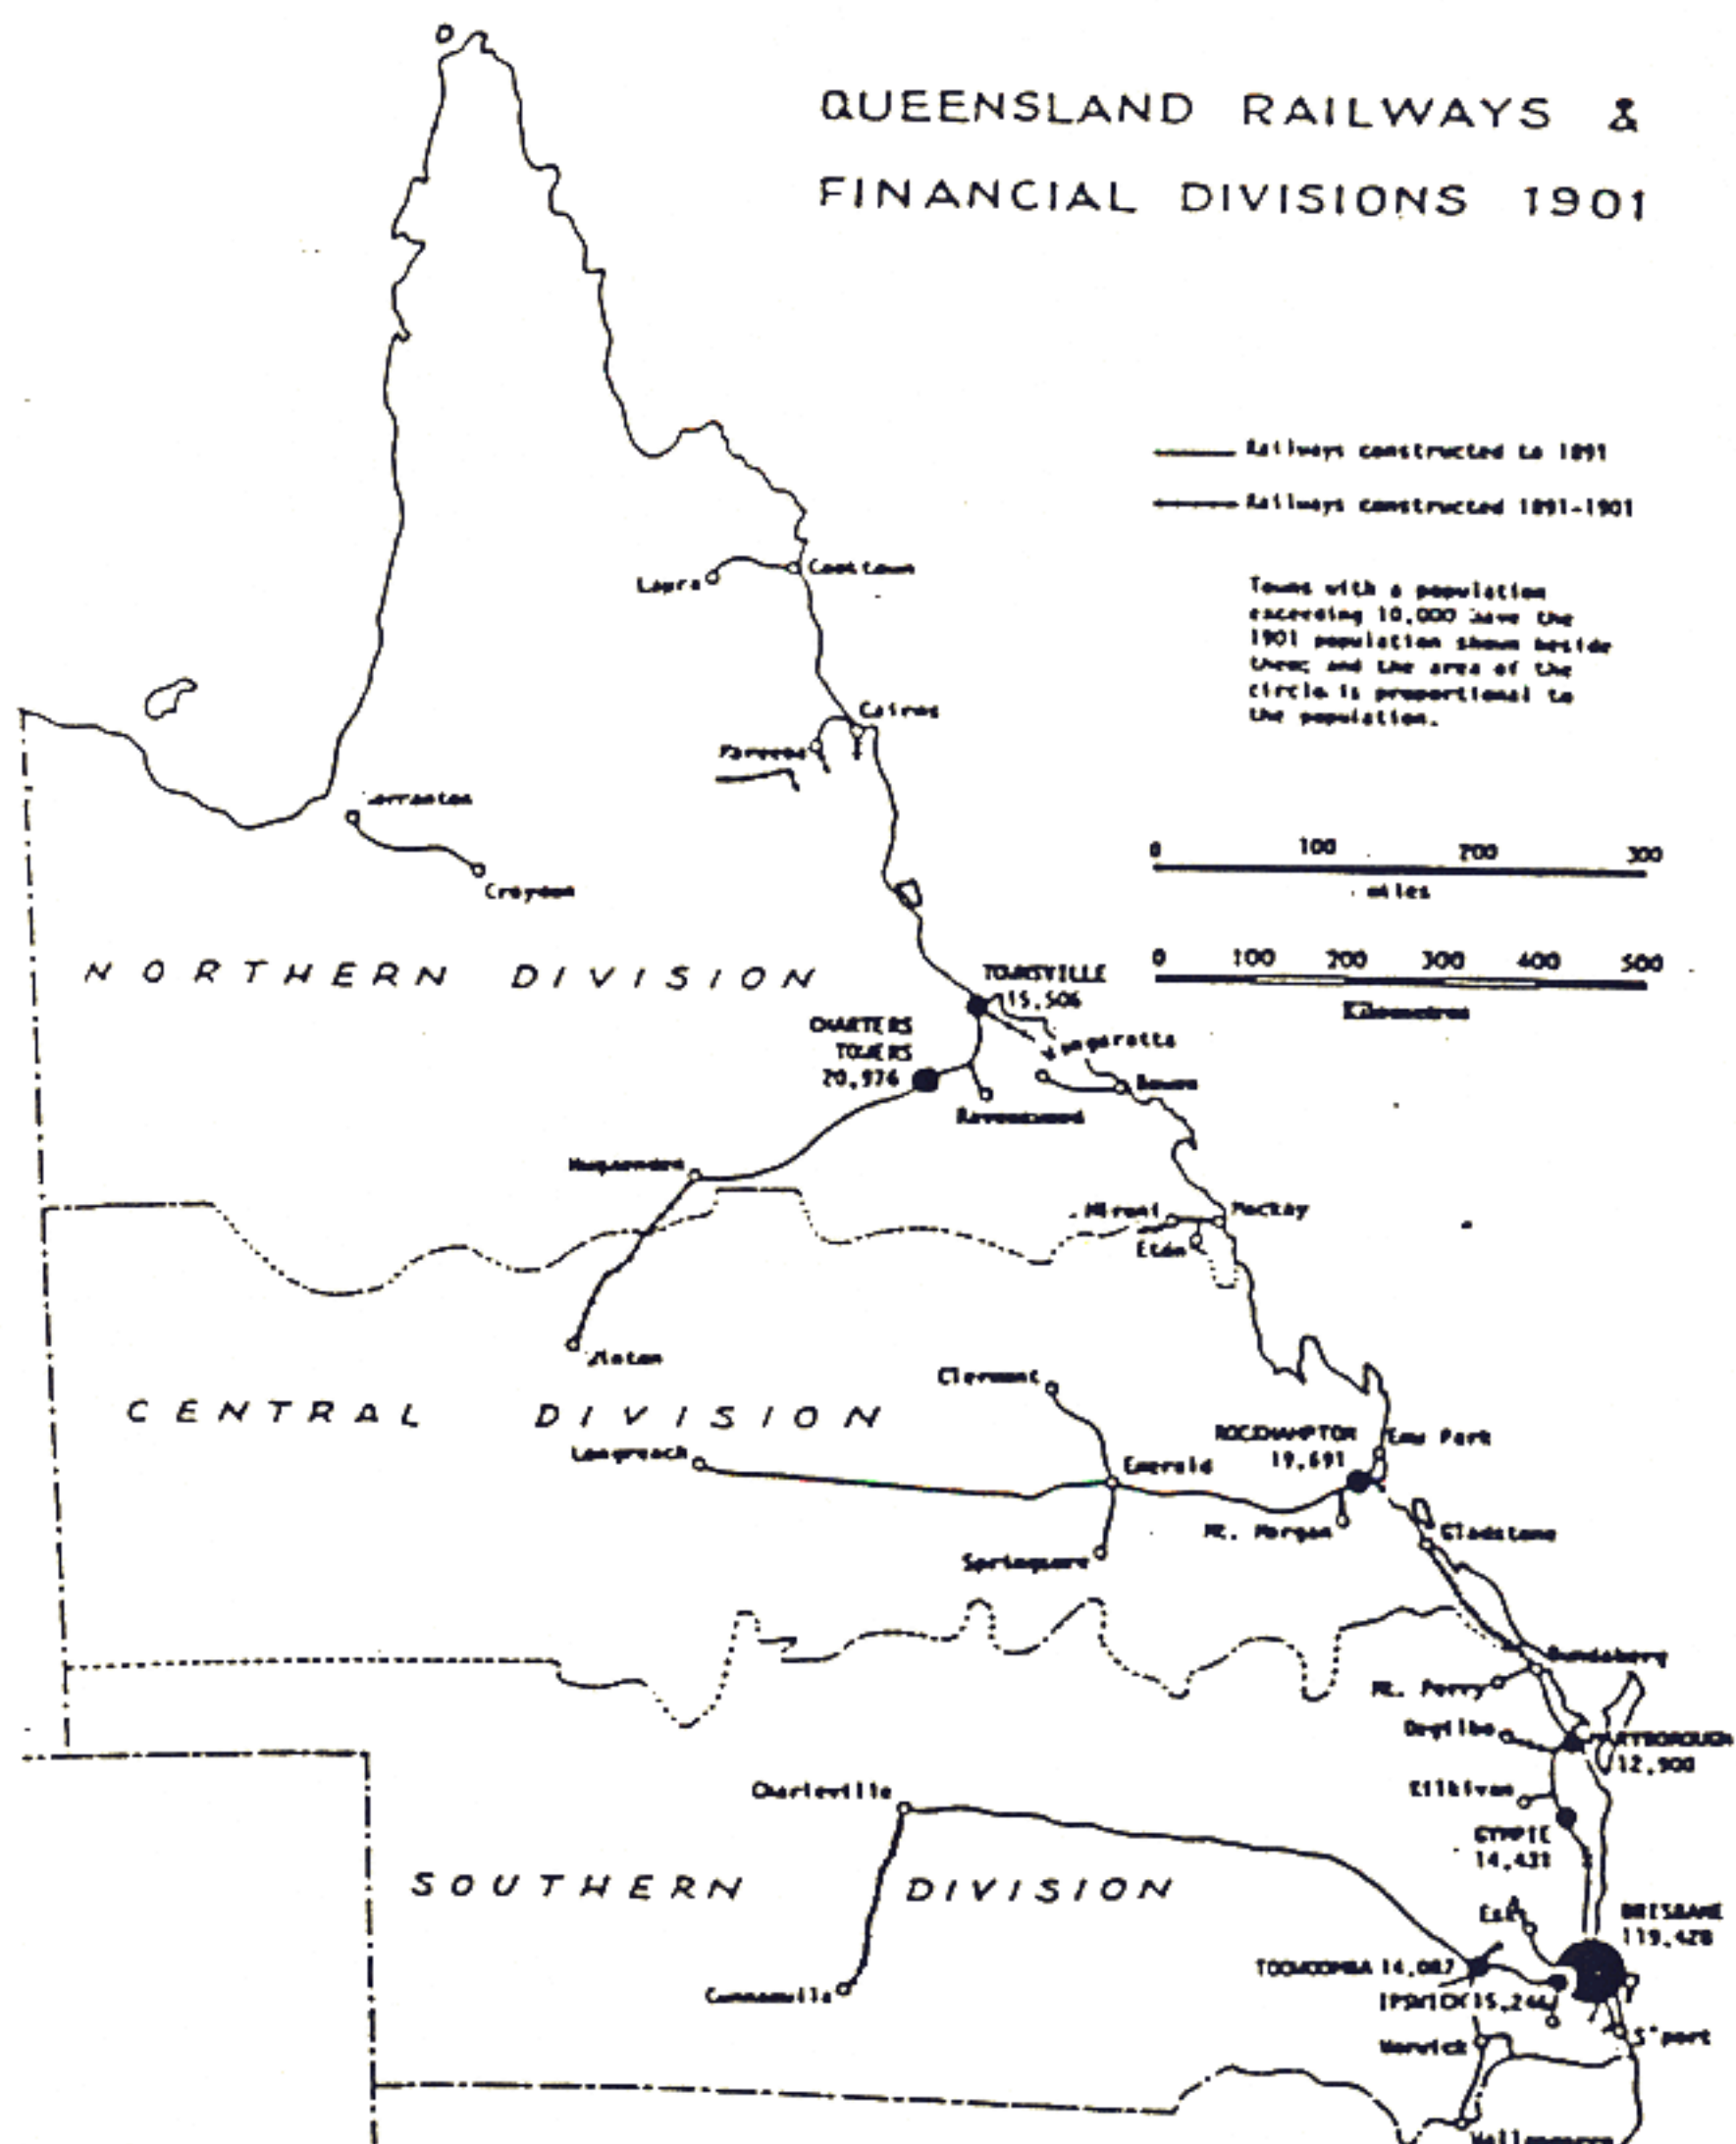 QUEENSLAND RAILWAYS &
FINANCIAL DIVISIONS 1901
Railways constructed to 1891
Railways constructed 1891-1901
Towns with a population
exceeding 10,000 have the
1901 population shown beside
them; and the area of the
circle is proportional to
the population.
Laura
Cooktown
Cairns
Mareeba
Croydon
0 100 200 300
miles
0 100 200 300 400 500
Kilometres
NORTHERN DIVISION
TOWNSVILLE
15,506
CHARTERS
TOWERS
20,976
Bowen
Ravenswood
Hughenden
Mirani
Mackay
Eton
Clermont
CENTRAL DIVISION
Longreach
Emerald
ROCKHAMPTON
19,691
Emu Park
Mt. Morgan
Gladstone
Springsure
Bundaberg
Mt. Perry
Degilbo
12,900
Kilkivan
Charleville
GYMPIE
14,431
SOUTHERN DIVISION
Esk
BRISBANE
119,428
TOOWOOMBA 14,087
IPSWICH 15,246
Cunnamulla
S'port
Warwick